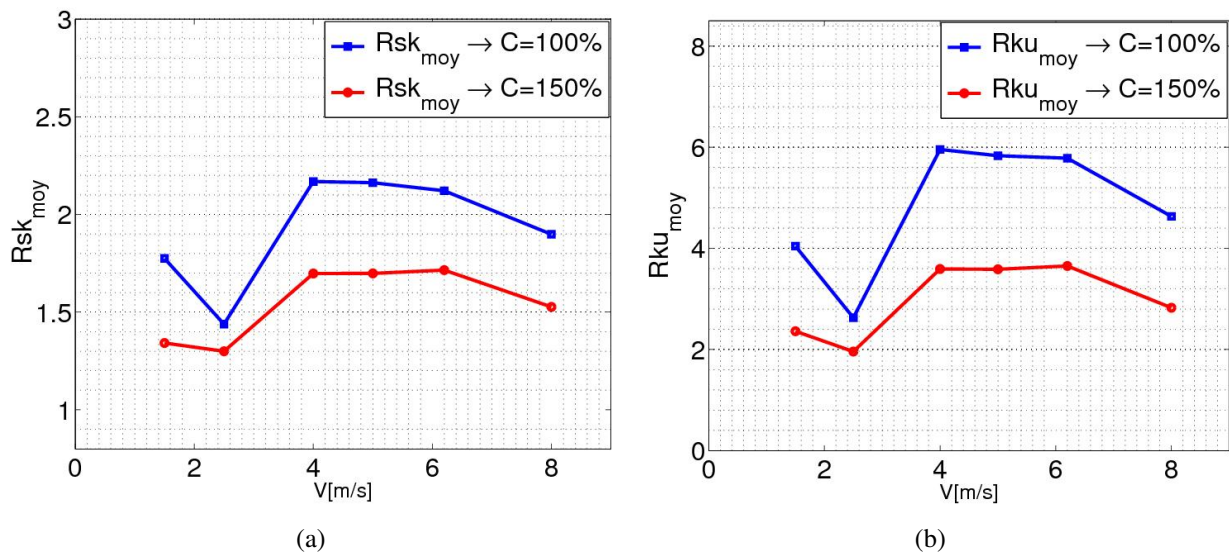 3
2.5
2
1.5
1
Rsk_moy
0 2 4 6 8
V[m/s]
Rsk_moy → C=100%
Rsk_moy → C=150%
(a)
8
6
4
2
0
Rku_moy
0 2 4 6 8
V[m/s]
Rku_moy → C=100%
Rku_moy → C=150%
(b)